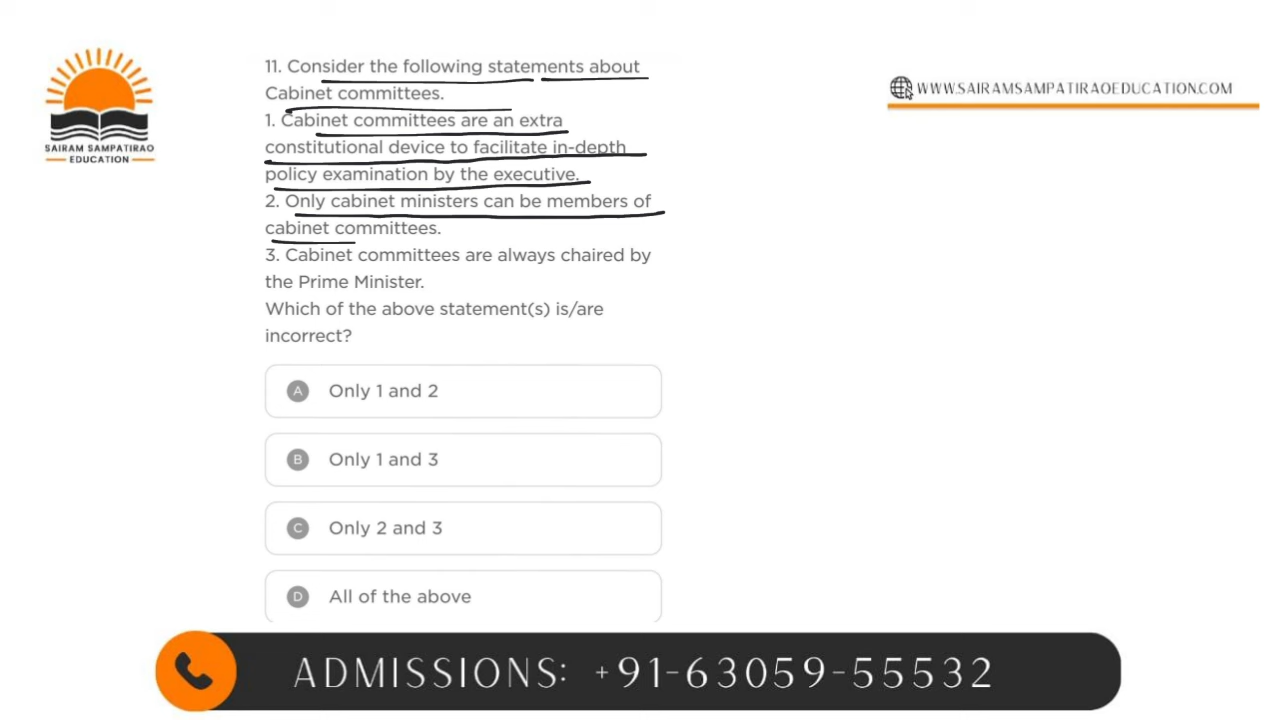 SAIRAM SAMPATIRAO
EDUCATION
WWW.SAIRAMSAMPATIRAOEDUCATION.COM
11. Consider the following statements about
Cabinet committees.
1. Cabinet committees are an extra
constitutional device to facilitate in-depth
policy examination by the executive.
2. Only cabinet ministers can be members of
cabinet committees.
3. Cabinet committees are always chaired by
the Prime Minister.
Which of the above statement(s) is/are
incorrect?
A Only 1 and 2
B Only 1 and 3
C Only 2 and 3
D All of the above
ADMISSIONS: +91-63059-55532